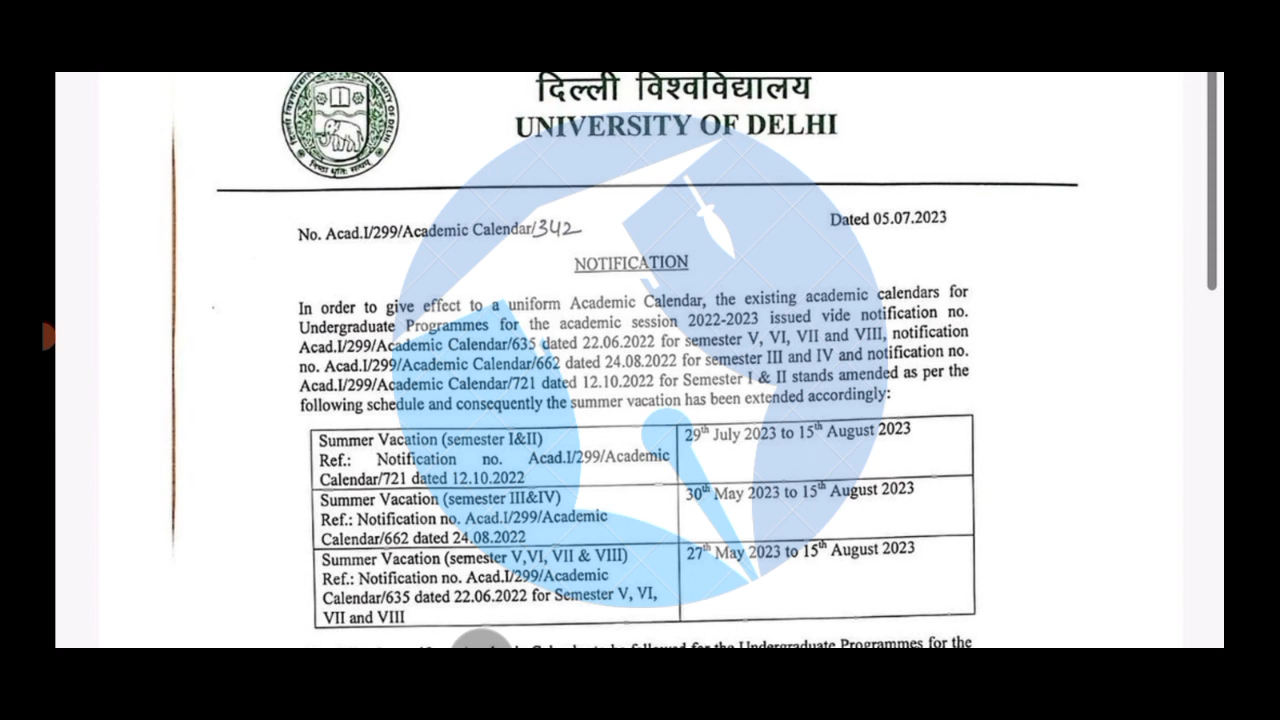 दिल्ली विश्वविद्यालय
UNIVERSITY OF DELHI
No. Acad.I/299/Academic Calendar/342
Dated 05.07.2023
NOTIFICATION
In order to give effect to a uniform Academic Calendar, the existing academic calendars for
Undergraduate Programmes for the academic session 2022-2023 issued vide notification no.
Acad.I/299/Academic Calendar/635 dated 22.06.2022 for semester V, VI, VII and VIII, notification
no. Acad.I/299/Academic Calendar/662 dated 24.08.2022 for semester III and IV and notification no.
Acad.I/299/Academic Calendar/721 dated 12.10.2022 for Semester I & II stands amended as per the
following schedule and consequently the summer vacation has been extended accordingly:
Summer Vacation (semester I&II)
Ref.: Notification no. Acad.I/299/Academic
Calendar/721 dated 12.10.2022
29th July 2023 to 15th August 2023
Summer Vacation (semester III&IV)
Ref.: Notification no. Acad.I/299/Academic
Calendar/662 dated 24.08.2022
30th May 2023 to 15th August 2023
Summer Vacation (semester V,VI, VII & VIII)
Ref.: Notification no. Acad.I/299/Academic
Calendar/635 dated 22.06.2022 for Semester V, VI,
VII and VIII
27th May 2023 to 15th August 2023
to be followed for the Undergraduate Programmes for the